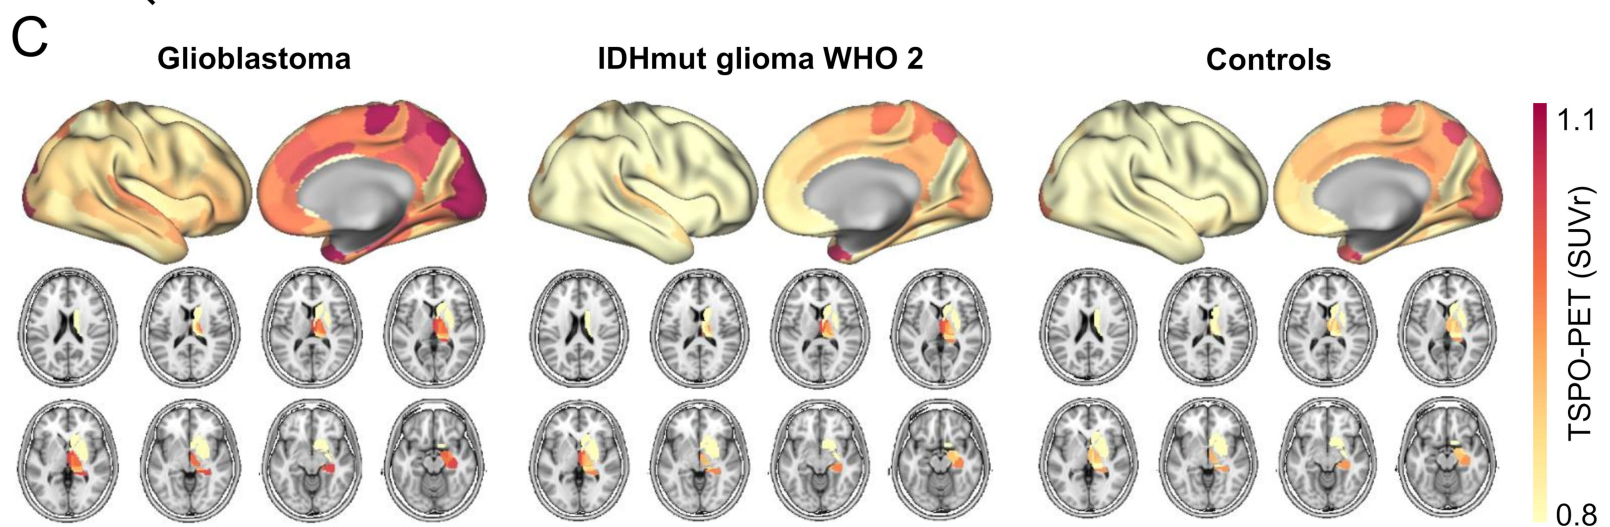 C
Glioblastoma
IDHmut glioma WHO 2
Controls
1.1
TSPO-PET (SUVr)
0.8